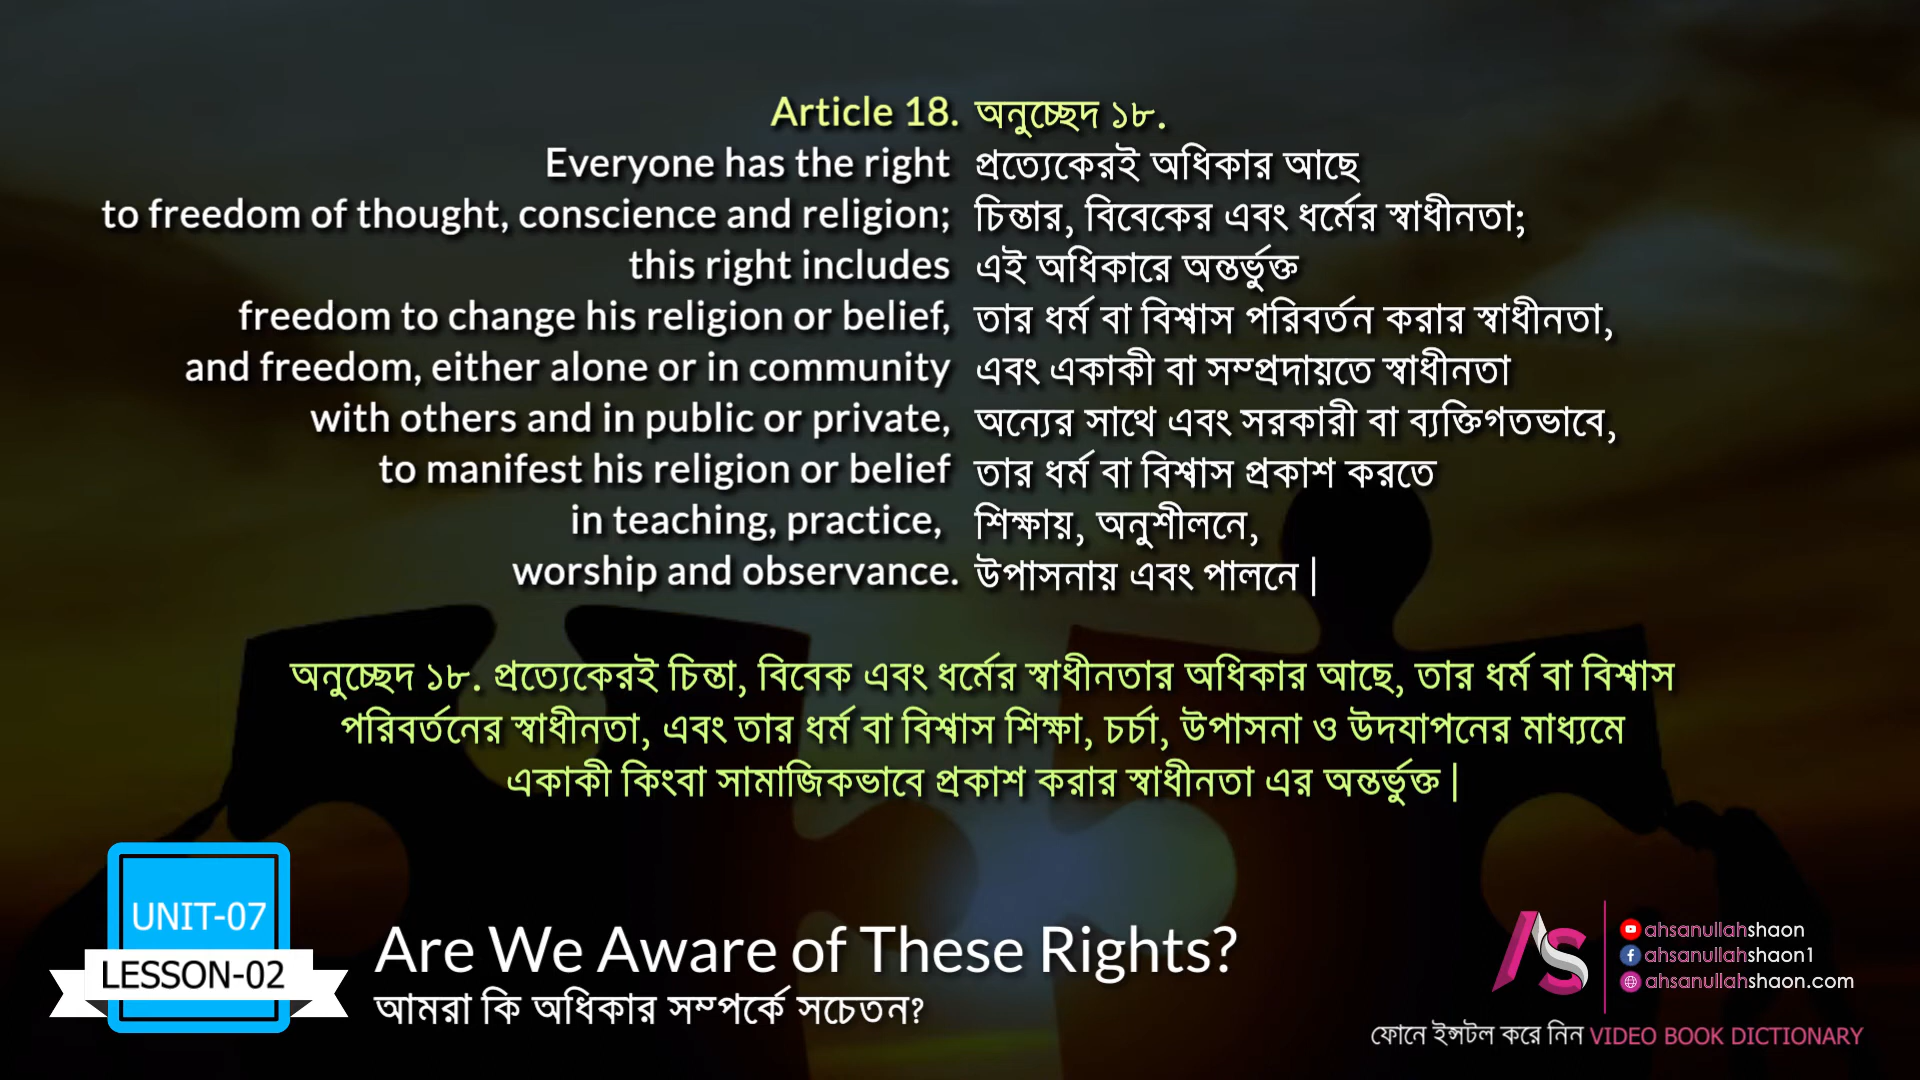 Article 18. অনুচ্ছেদ ১৮.
Everyone has the right প্রত্যেকেরই অধিকার আছে
to freedom of thought, conscience and religion; চিন্তার, বিবেকের এবং ধর্মের স্বাধীনতা;
this right includes এই অধিকারে অন্তর্ভুক্ত
freedom to change his religion or belief, তার ধর্ম বা বিশ্বাস পরিবর্তন করার স্বাধীনতা,
and freedom, either alone or in community এবং একাকী বা সম্প্রদায়তে স্বাধীনতা
with others and in public or private, অন্যের সাথে এবং সরকারী বা ব্যক্তিগতভাবে,
to manifest his religion or belief তার ধর্ম বা বিশ্বাস প্রকাশ করতে
in teaching, practice, শিক্ষায়, অনুশীলনে,
worship and observance. উপাসনায় এবং পালনে |
অনুচ্ছেদ ১৮. প্রত্যেকেরই চিন্তা, বিবেক এবং ধর্মের স্বাধীনতার অধিকার আছে, তার ধর্ম বা বিশ্বাস
পরিবর্তনের স্বাধীনতা, এবং তার ধর্ম বা বিশ্বাস শিক্ষা, চর্চা, উপাসনা ও উদযাপনের মাধ্যমে
একাকী কিংবা সামাজিকভাবে প্রকাশ করার স্বাধীনতা এর অন্তর্ভুক্ত |
UNIT-07
LESSON-02
Are We Aware of These Rights?
আমরা কি অধিকার সম্পর্কে সচেতন?
AS
ahsanullahshaon
ahsanullahshaon1
ahsanullahshaon.com
ফোনে ইন্সটল করে নিন VIDEO BOOK DICTIONARY